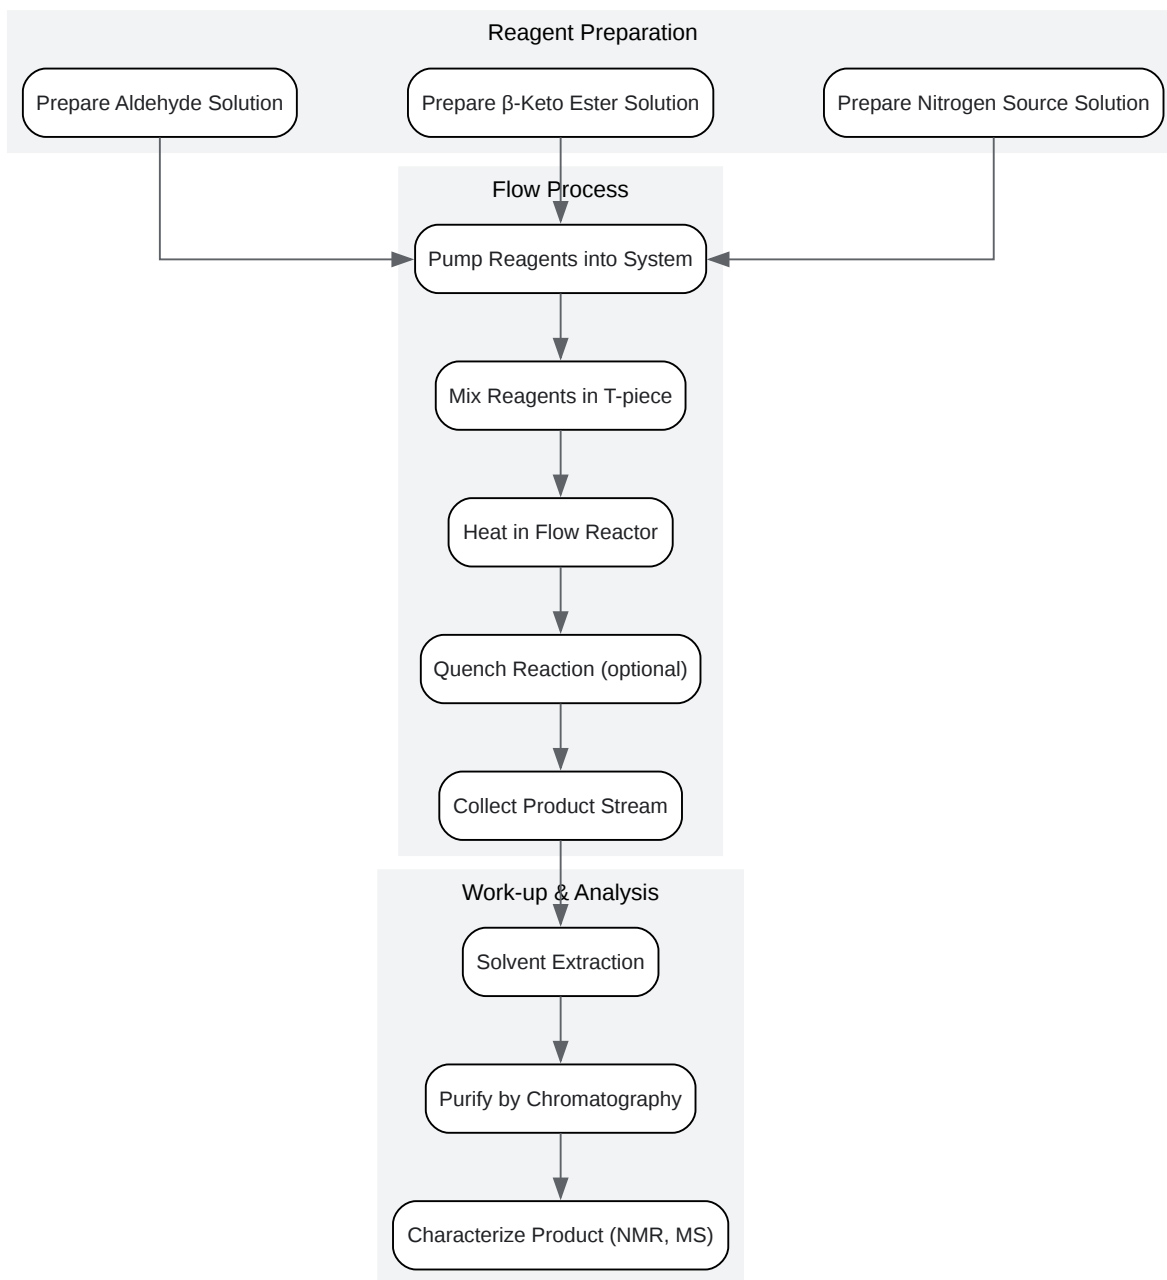 Reagent Preparation
Prepare Aldehyde Solution
Prepare β-Keto Ester Solution
Prepare Nitrogen Source Solution
Flow Process
Pump Reagents into System
Mix Reagents in T-piece
Heat in Flow Reactor
Quench Reaction (optional)
Collect Product Stream
Work-up & Analysis
Solvent Extraction
Purify by Chromatography
Characterize Product (NMR, MS)